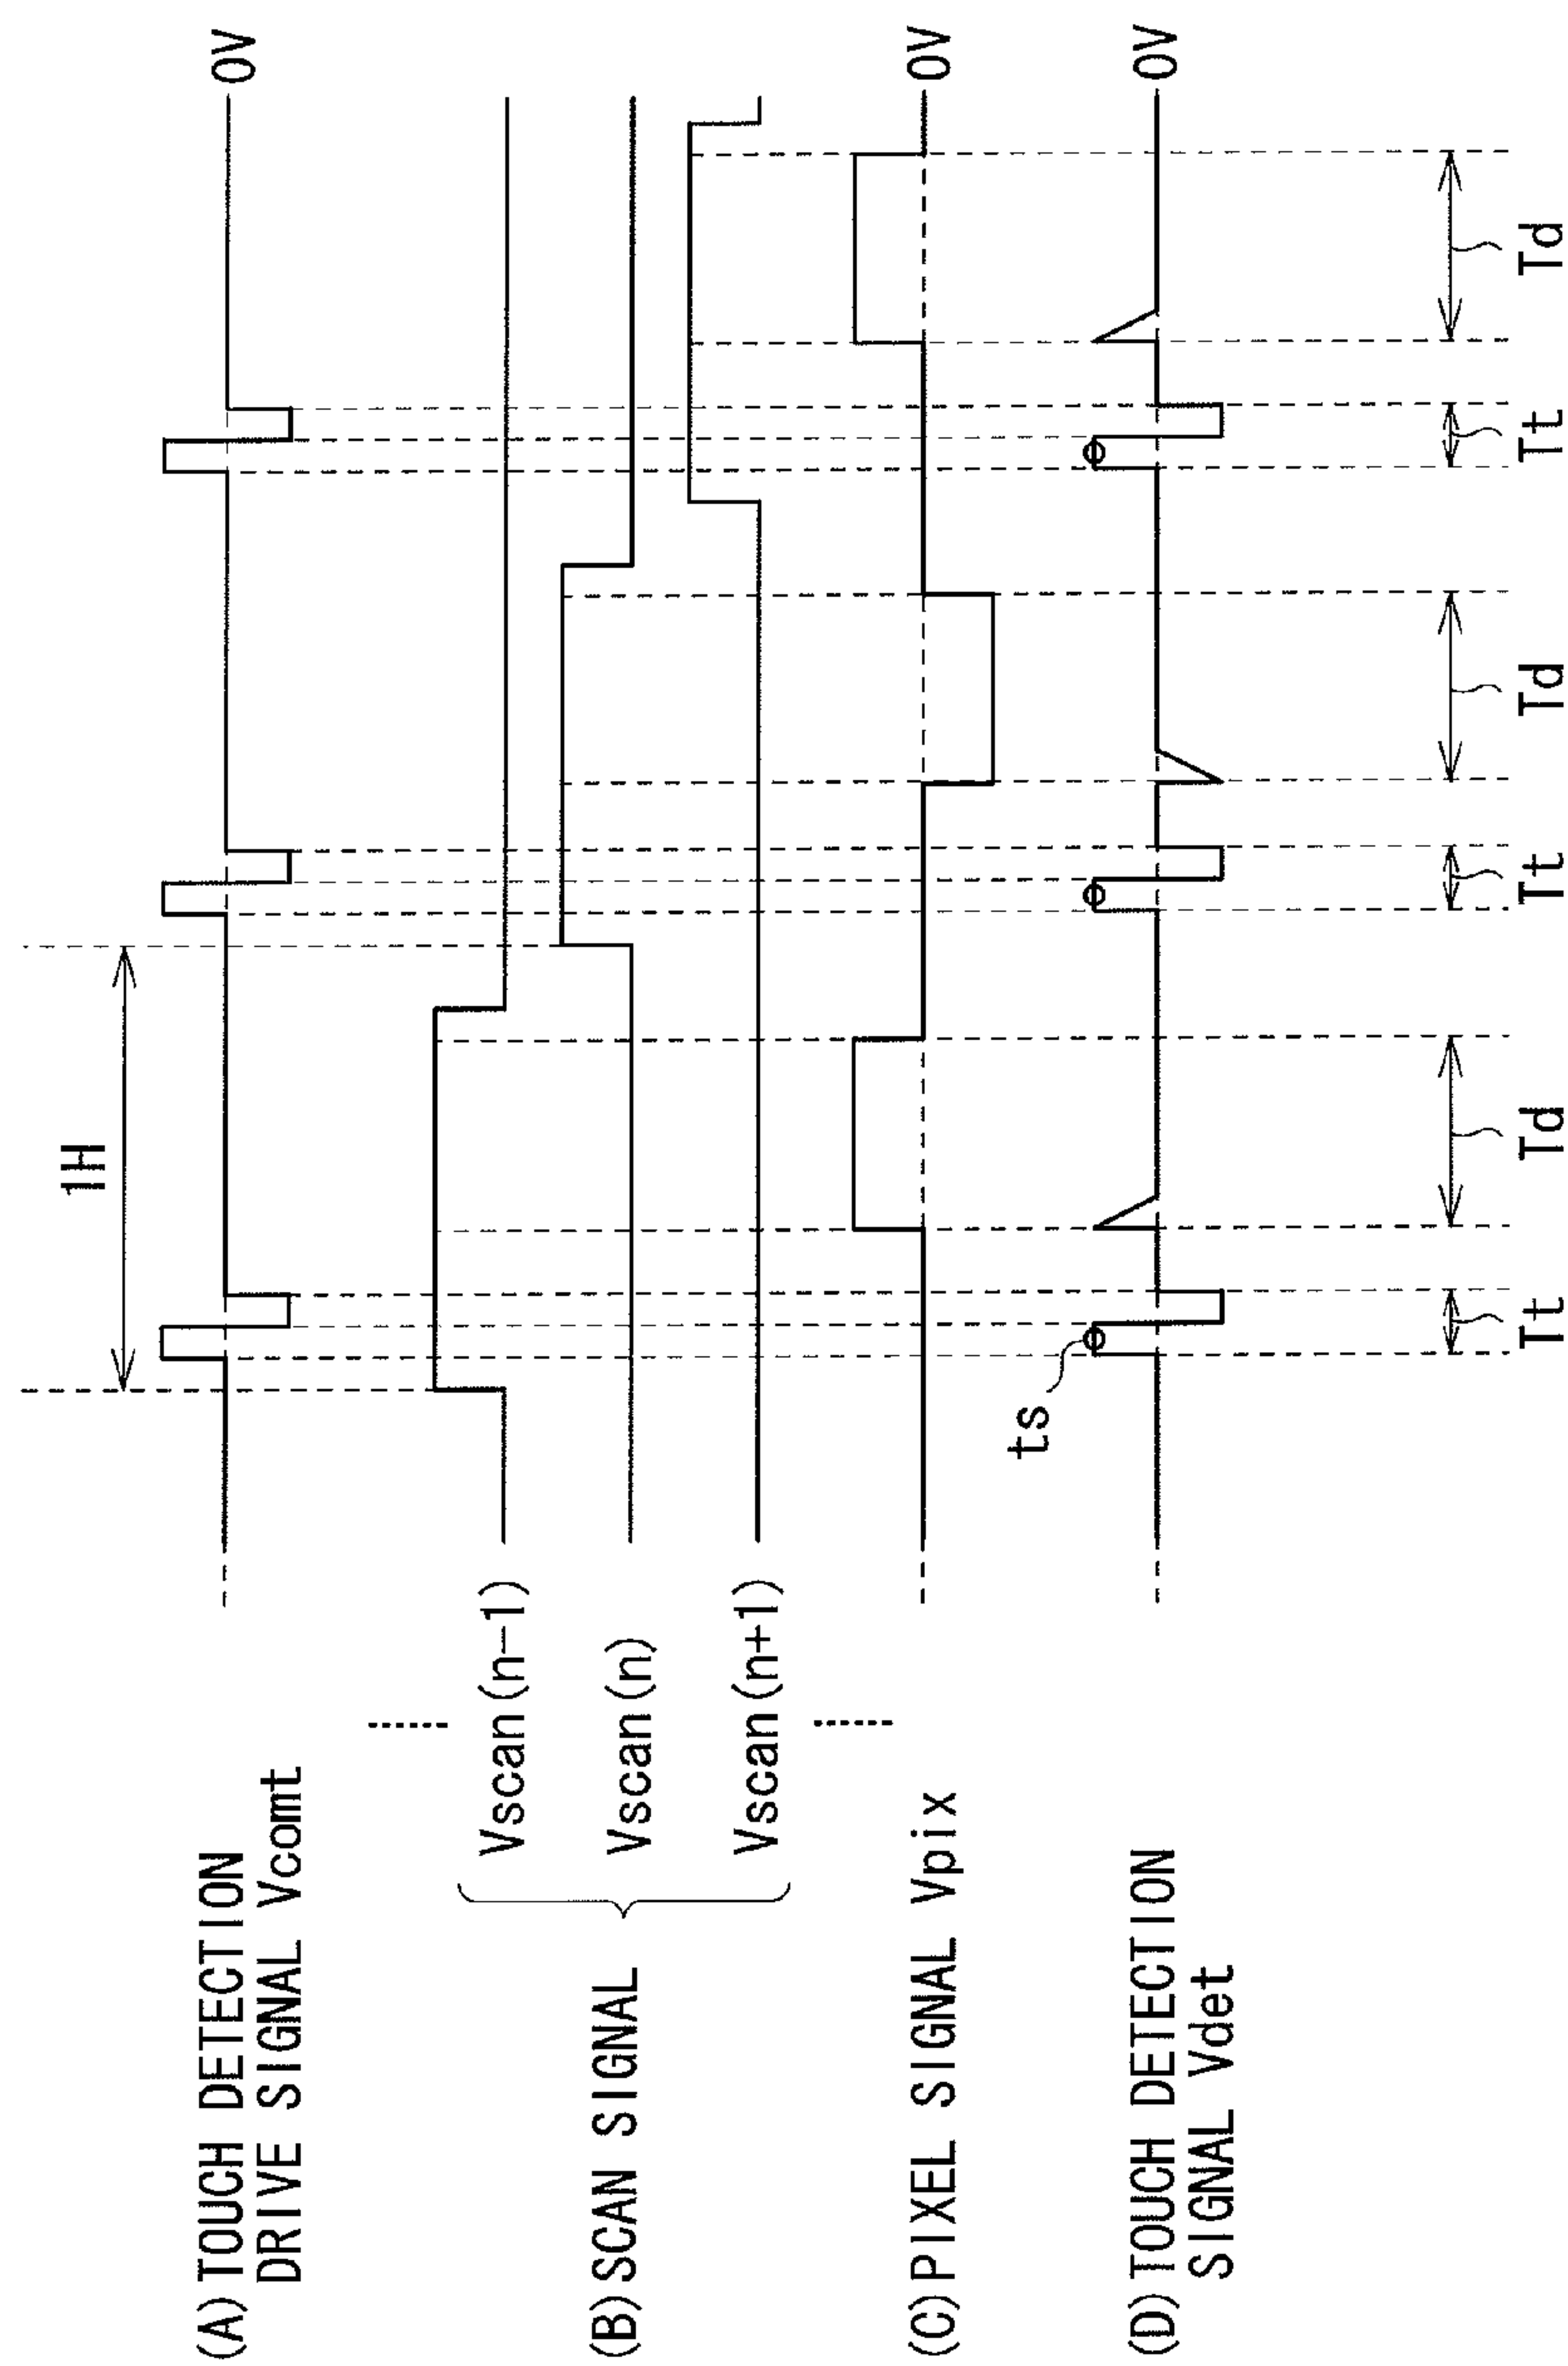 1H
(A) TOUCH DETECTION
DRIVE SIGNAL Vcomt
0V
(B) SCAN SIGNAL
Vscan(n-1)
Vscan(n)
Vscan(n+1)
(C) PIXEL SIGNAL Vpix
0V
ts
(D) TOUCH DETECTION
SIGNAL Vdet
0V
Tt Td Tt Td Tt Td